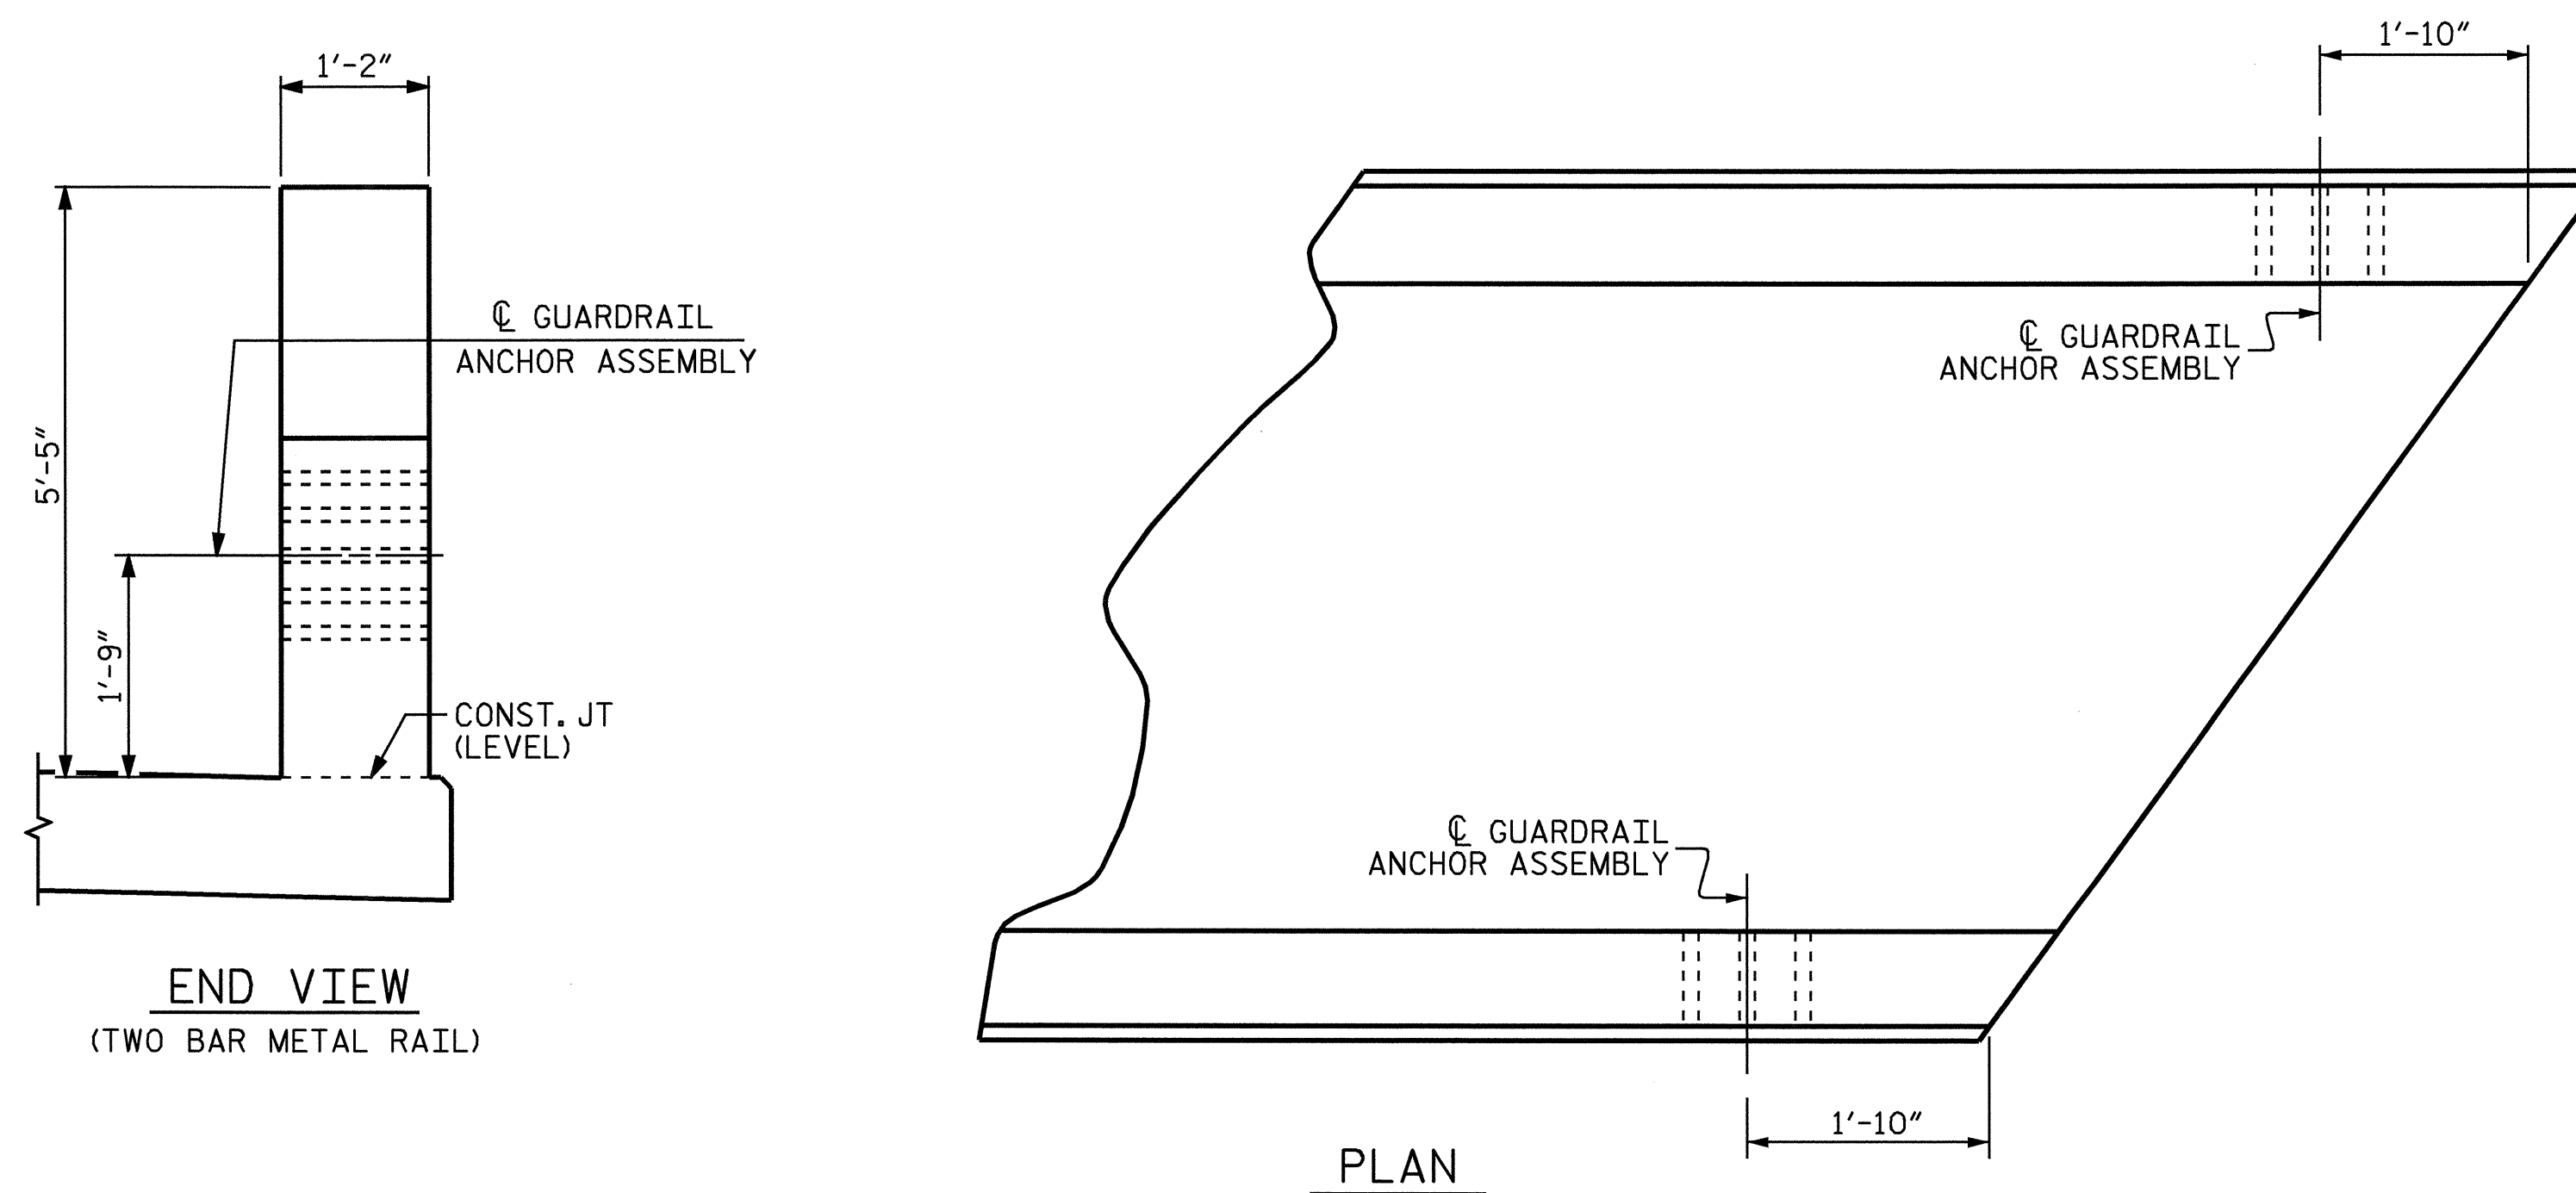 1'-2"
5'-5"
℄ GUARDRAIL
ANCHOR ASSEMBLY
1'-9"
CONST. JT
(LEVEL)
END VIEW
(TWO BAR METAL RAIL)
1'-10"
℄ GUARDRAIL
ANCHOR ASSEMBLY
℄ GUARDRAIL
ANCHOR ASSEMBLY
1'-10"
PLAN